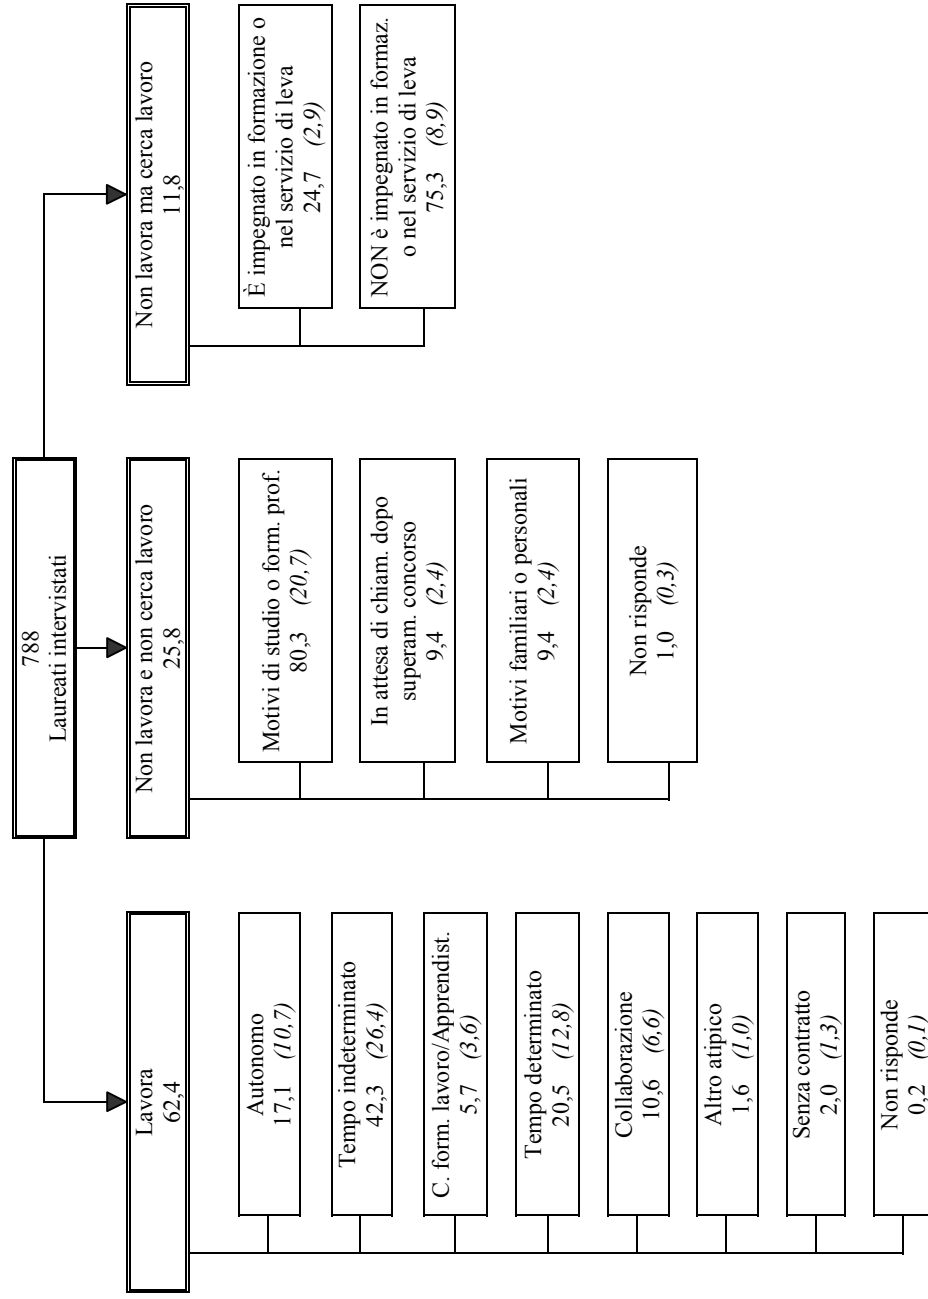 788
Laureati intervistati
Lavora
62,4
Autonomo
17,1 (10,7)
Tempo indeterminato
42,3 (26,4)
C. form. lavoro/Apprendist.
5,7 (3,6)
Tempo determinato
20,5 (12,8)
Collaborazione
10,6 (6,6)
Altro atipico
1,6 (1,0)
Senza contratto
2,0 (1,3)
Non risponde
0,2 (0,1)
Non lavora e non cerca lavoro
25,8
Motivi di studio o form. prof.
80,3 (20,7)
In attesa di chiam. dopo
superam. concorso
9,4 (2,4)
Motivi familiari o personali
9,4 (2,4)
Non risponde
1,0 (0,3)
Non lavora ma cerca lavoro
11,8
È impegnato in formazione o
nel servizio di leva
24,7 (2,9)
NON è impegnato in formaz.
o nel servizio di leva
75,3 (8,9)